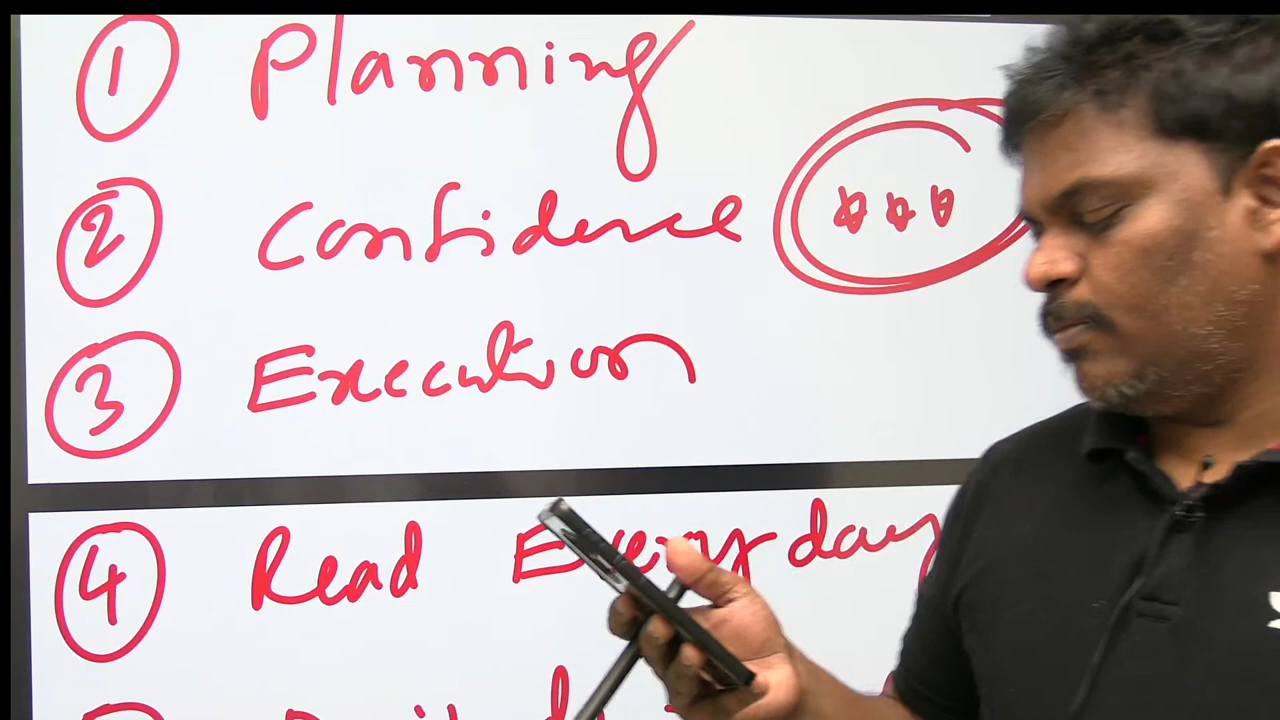 ① Planning
② Confidence ☆☆☆
③ Execution
④ Read Everyday